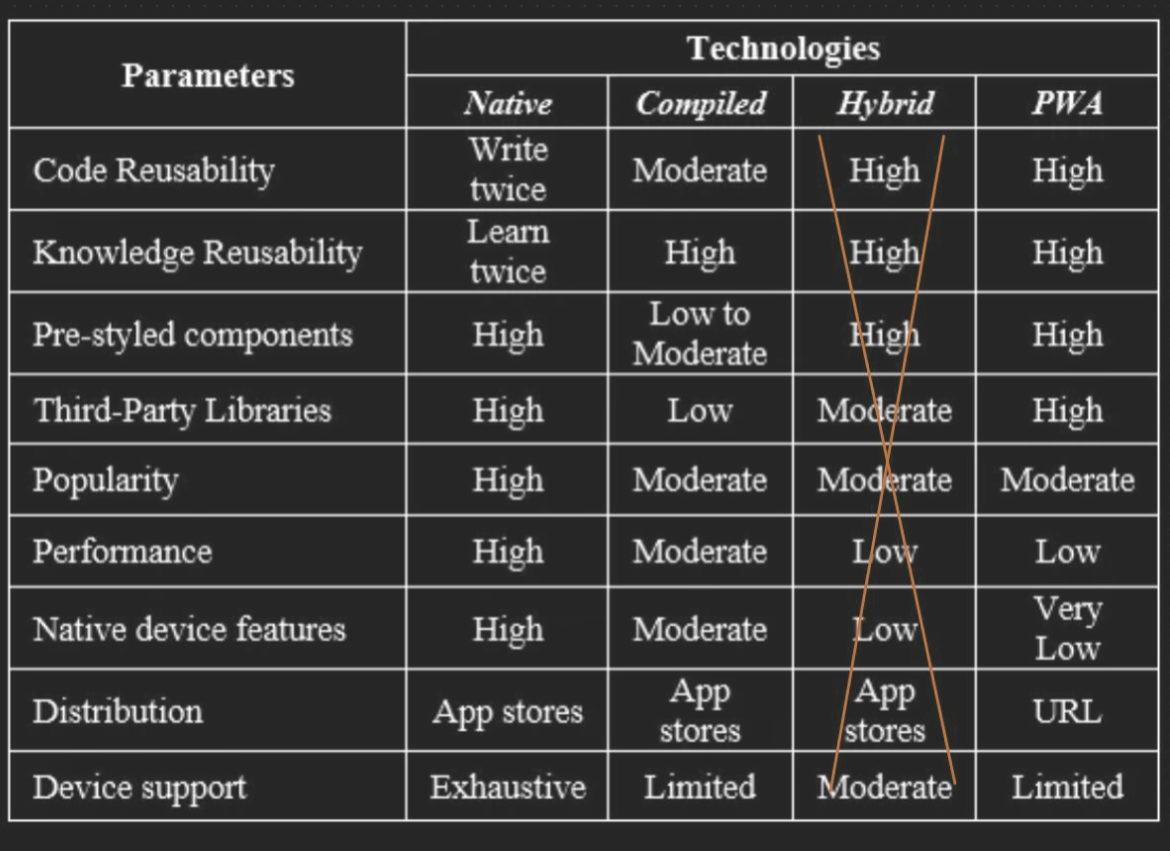 Parameters
Technologies
Native Compiled Hybrid PWA
Code Reusability
Write
twice
Moderate
High
High
Knowledge Reusability
Learn
twice
High
High
High
Pre-styled components
High
Low to
Moderate
High
High
Third-Party Libraries High Low Moderate High
Popularity High Moderate Moderate Moderate
Performance High Moderate Low Low
Native device features High Moderate Low
Very
Low
Distribution App stores
App
stores
App
stores
URL
Device support Exhaustive Limited Moderate Limited